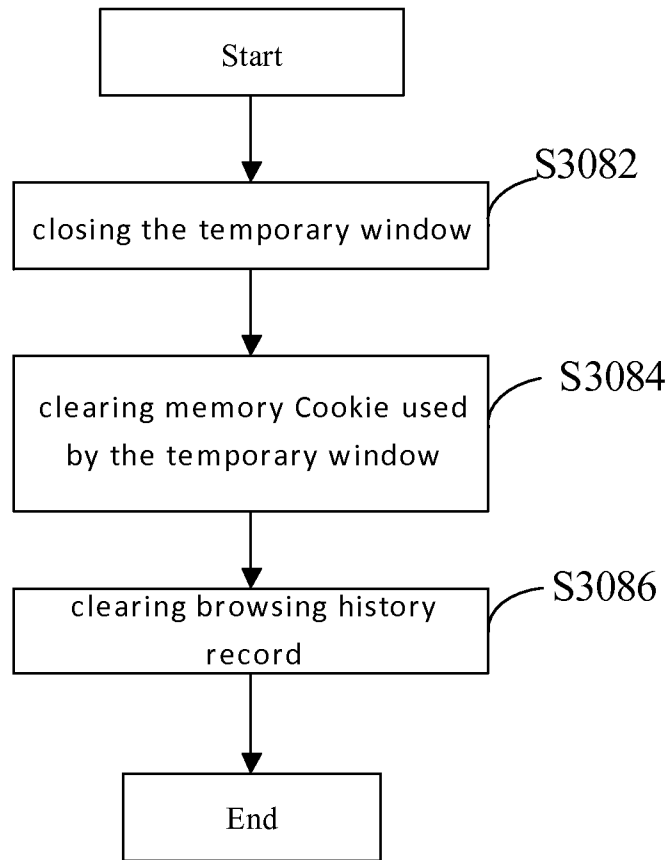 Start
S3082
closing the temporary window
S3084
clearing memory Cookie used
by the temporary window
S3086
clearing browsing history
record
End